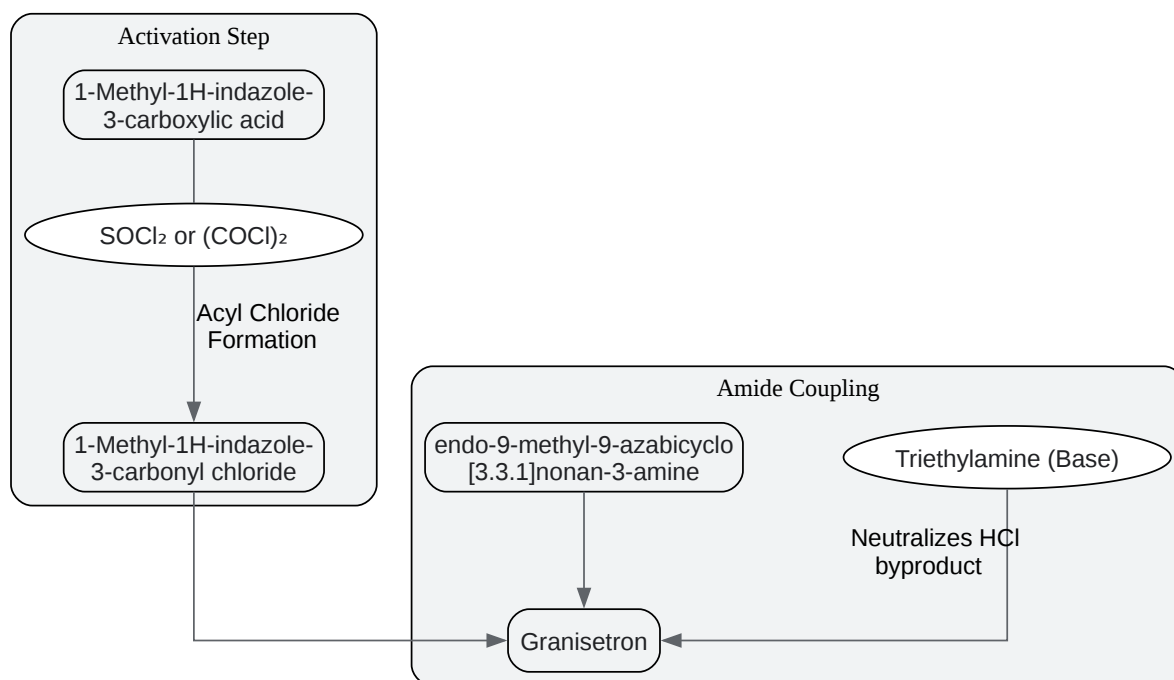 Activation Step
1-Methyl-1H-indazole-
3-carboxylic acid
SOCl₂ or (COCl)₂
Acyl Chloride
Formation
1-Methyl-1H-indazole-
3-carbonyl chloride
Amide Coupling
endo-9-methyl-9-azabicyclo
[3.3.1]nonan-3-amine
Triethylamine (Base)
Neutralizes HCl
byproduct
Granisetron